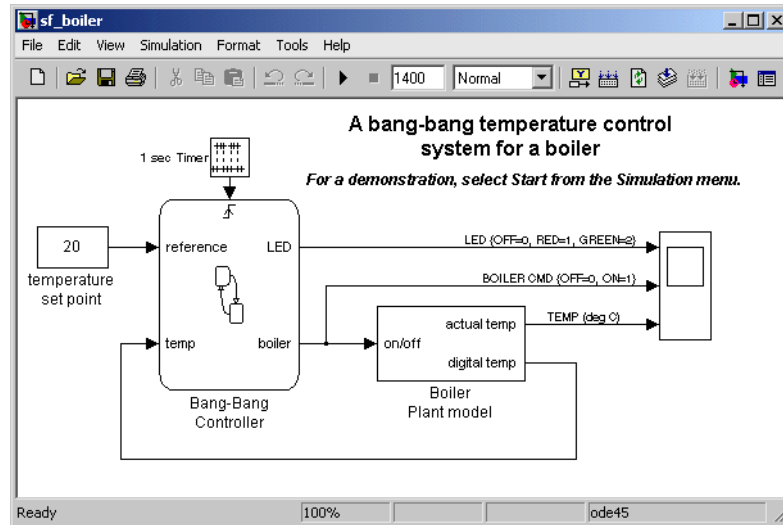 sf_boiler
File Edit View Simulation Format Tools Help
1400 Normal
A bang-bang temperature control
system for a boiler
For a demonstration, select Start from the Simulation menu.
1 sec Timer
20
temperature
set point
reference LED
temp boiler
Bang-Bang
Controller
LED {OFF=0, RED=1, GREEN=2}
BOILER CMD {OFF=0, ON=1}
TEMP (deg C)
actual temp
on/off
digital temp
Boiler
Plant model
Ready 100% ode45